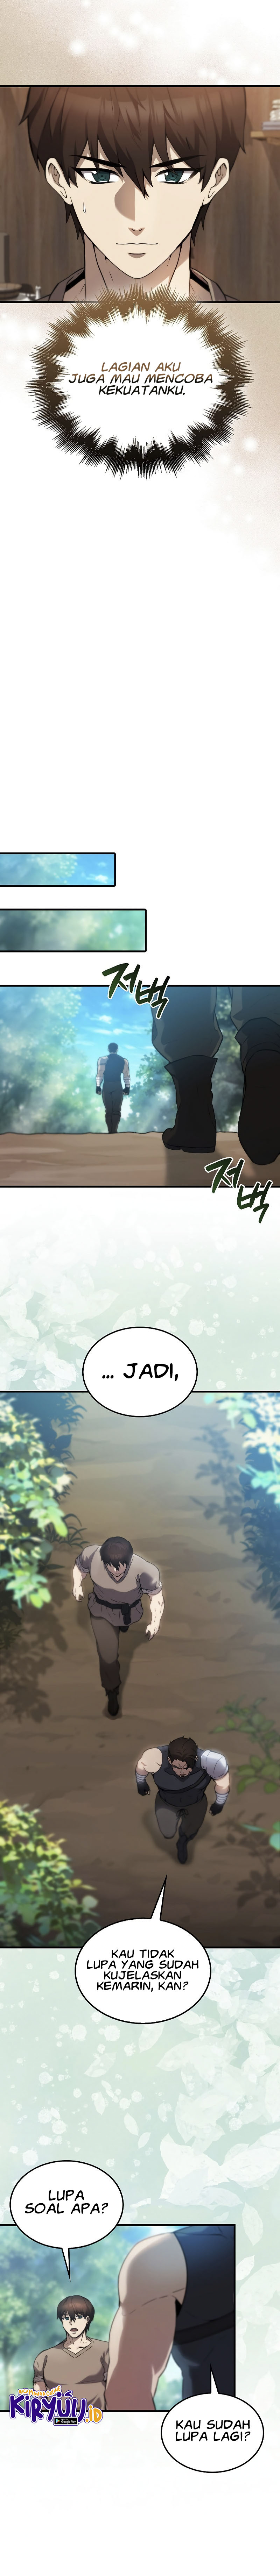 LAGIAN AKU
JUGA MAU MENCOBA
KEKUATANKU.
저벅
저벅
... JADI,
KAU TIDAK
LUPA YANG SUDAH
KUJELASKAN
KEMARIN, KAN?
LUPA
SOAL APA?
KIRYUU.ID
KAU SUDAH
LUPA LAGI?